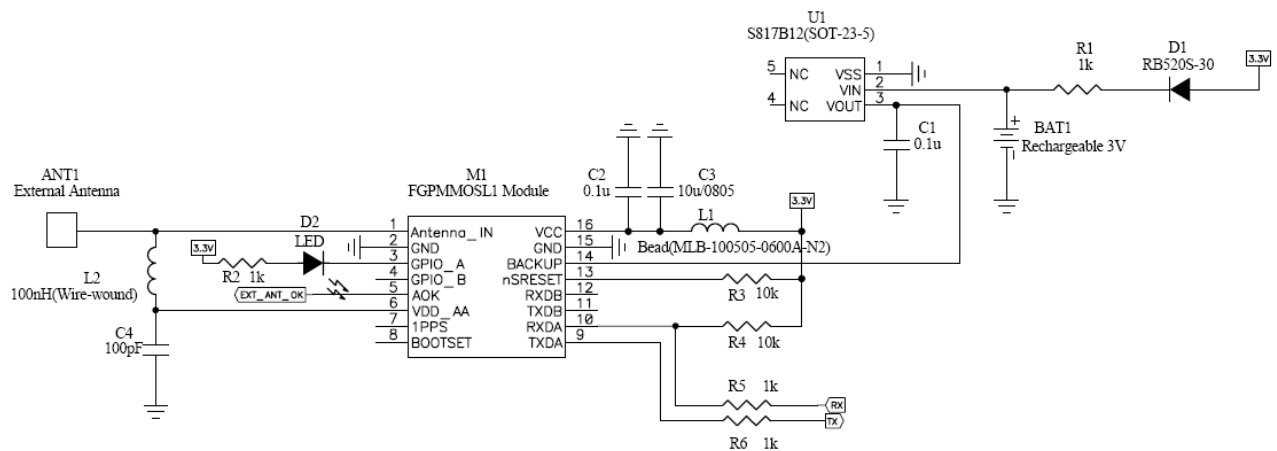 U1
S817B12(SOT-23-5)
5 NC VSS 1
VIN 2
4 NC VOUT 3
R1
1k
D1
RB520S-30
3.3V
C1
0.1u
BAT1
Rechargeable 3V
+
-
ANT1
External Antenna
M1
FGPMMOSL1 Module
C2
0.1u
C3
10u/0805
3.3V
L1
Bead(MLB-100505-0600A-N2)
D2
LED
3.3V
R2 1k
L2
100nH(Wire-wound)
EXT_ANT_OK
C4
100pF
1 Antenna_IN VCC 16
2 GND GND 15
3 GPIO_A BACKUP 14
4 GPIO_B nSRESET 13
5 AOK RXDB 12
6 VDD_AA TXDB 11
7 1PPS RXDA 10
8 BOOTSET TXDA 9
R3 10k
R4 10k
R5 1k
RX
TX
R6 1k